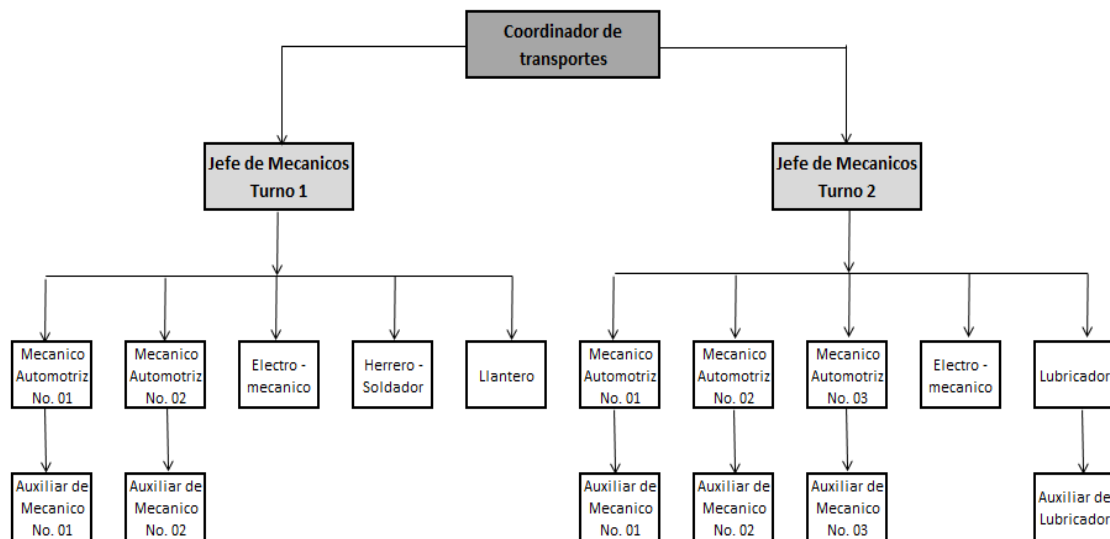 Coordinador de
transportes
Jefe de Mecanicos
Turno 1
Jefe de Mecanicos
Turno 2
Mecanico
Automotriz
No. 01
Mecanico
Automotriz
No. 02
Electro -
mecanico
Herrero -
Soldador
Llantero
Mecanico
Automotriz
No. 01
Mecanico
Automotriz
No. 02
Mecanico
Automotriz
No. 03
Electro -
mecanico
Lubricador
Auxiliar de
Mecanico
No. 01
Auxiliar de
Mecanico
No. 02
Auxiliar de
Mecanico
No. 01
Auxiliar de
Mecanico
No. 02
Auxiliar de
Mecanico
No. 03
Auxiliar de
Lubricador